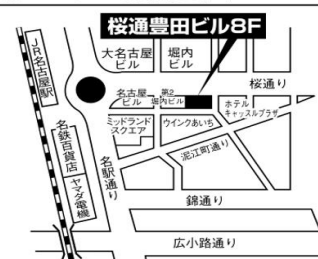 桜通豊田ビル8F
JR名古屋駅
大名古屋
ビル
堀内
ビル
桜通り
名古屋
ビル
第2
堀内ビル
ホテル
キャッスルプラザ
ミッドランド
スクエア
ウインクあいち
泥江町通り
名鉄百貨店
ヤマダ電機
名駅通り
錦通り
広小路通り